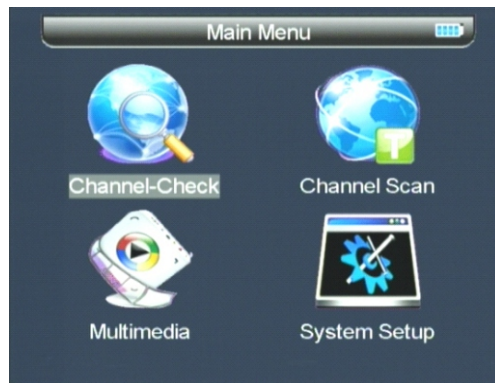 Main Menu
Channel-Check
Channel Scan
T
Multimedia
System Setup